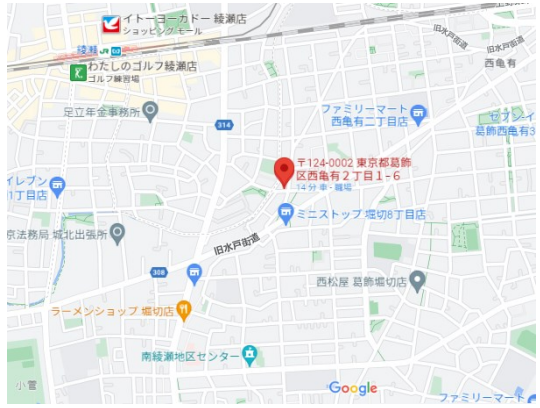 イトーヨーカドー 綾瀬店
ショッピング モール
綾瀬 JR
わたしのゴルフ綾瀬店
ゴルフ練習場
旧水戸街道
旧水戸街道
西亀有
足立年金事務所
314
ファミリーマート
西亀有二丁目店
セブン-イ
葛飾西亀有3
〒124-0002 東京都葛飾
区西亀有2丁目1-6
14 分 車 - 職場
イレブン
1丁目店
ミニストップ 堀切8丁目店
京法務局 城北出張所
旧水戸街道
308
西松屋 葛飾堀切店
ラーメンショップ 堀切店
南綾瀬地区センター
小菅
Google
ファミリーマート